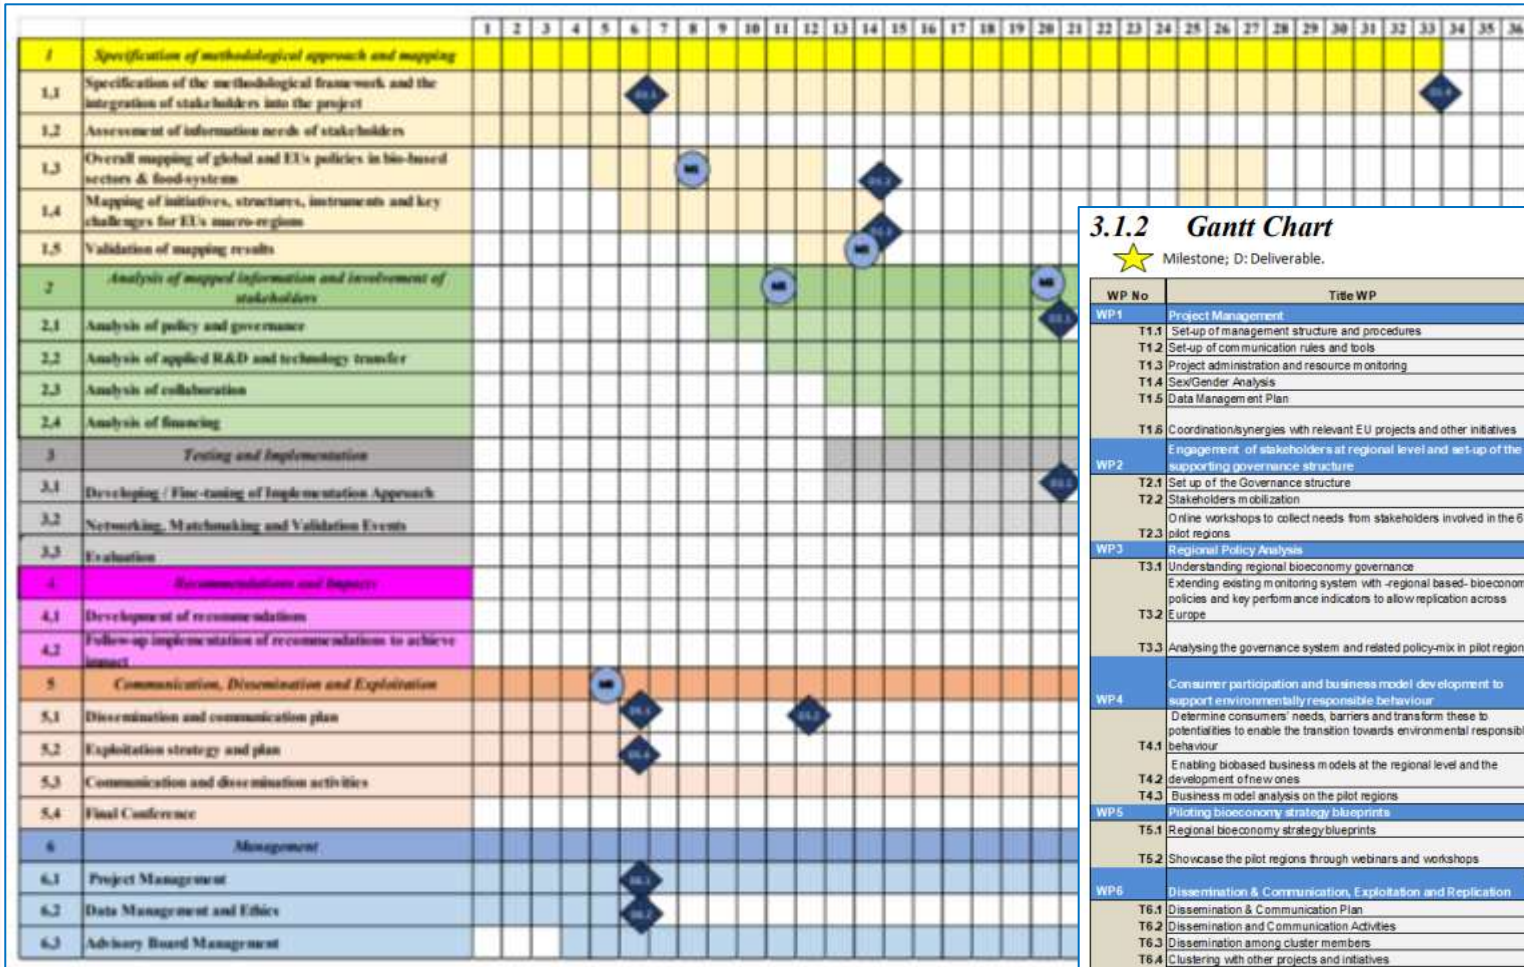 1 2 3 4 5 6 7 8 9 10 11 12 13 14 15 16 17 18 19 20 21 22 23 24 25 26 27 28 29 30 31 32 33 34 35 36
1 Specification of methodological approach and mapping
1,1 Specification of the methodological framework and the
integration of stakeholders into the project
1,2 Assessment of information needs of stakeholders
1,3 Overall mapping of global and EUs policies in bio-based
sectors & food-systems
1,4 Mapping of initiatives, structures, instruments and key
challenges for EUs macro-regions
1,5 Validation of mapping results
2 Analysis of mapped information and involvement of
stakeholders
2,1 Analysis of policy and governance
2,2 Analysis of applied R&D and technology transfer
2,3 Analysis of collaboration
2,4 Analysis of financing
3 Testing and Implementation
3,1 Developing / Fine-tuning of Implementation Approach
3,2 Networking, Matchmaking and Validation Events
3,3 Evaluation
4 Recommendations and Impacts
4,1 Development of recommendations
4,2 Follow-up implementation of recommendations to achieve
impact
5 Communication, Dissemination and Exploitation
5,1 Dissemination and communication plan
5,2 Exploitation strategy and plan
5,3 Communication and dissemination activities
5,4 Final Conference
6 Management
6,1 Project Management
6,2 Data Management and Ethics
6,3 Advisory Board Management
3.1.2 Gantt Chart
Milestone; D: Deliverable.
WP No Title WP
WP1 Project Management
T1.1 Set-up of management structure and procedures
T1.2 Set-up of communication rules and tools
T1.3 Project administration and resource monitoring
T1.4 Sex/Gender Analysis
T1.5 Data Management Plan
T1.6 Coordination/synergies with relevant EU projects and other initiatives
WP2 Engagement of stakeholders at regional level and set-up of the
supporting governance structure
T2.1 Set up of the Governance structure
T2.2 Stakeholders mobilization
Online workshops to collect needs from stakeholders involved in the 6
T2.3 pilot regions
WP3 Regional Policy Analysis
T3.1 Understanding regional bioeconomy governance
Extending existing monitoring system with -regional based- bioeconom
policies and key performance indicators to allow replication across
T3.2 Europe
T3.3 Analysing the governance system and related policy-mix in pilot region
Consumer participation and business model development to
WP4 support environmentally responsible behaviour
Determine consumers' needs, barriers and transform these to
potentialities to enable the transition towards environmental responsibl
T4.1 behaviour
Enabling biobased business models at the regional level and the
T4.2 development of new ones
T4.3 Business model analysis on the pilot regions
WP5 Piloting bioeconomy strategy blueprints
T5.1 Regional bioeconomy strategy blueprints
T5.2 Showcase the pilot regions through webinars and workshops
WP6 Dissemination & Communication, Exploitation and Replication
T6.1 Dissemination & Communication Plan
T6.2 Dissemination and Communication Activities
T6.3 Dissemination among cluster members
T6.4 Clustering with other projects and initiatives